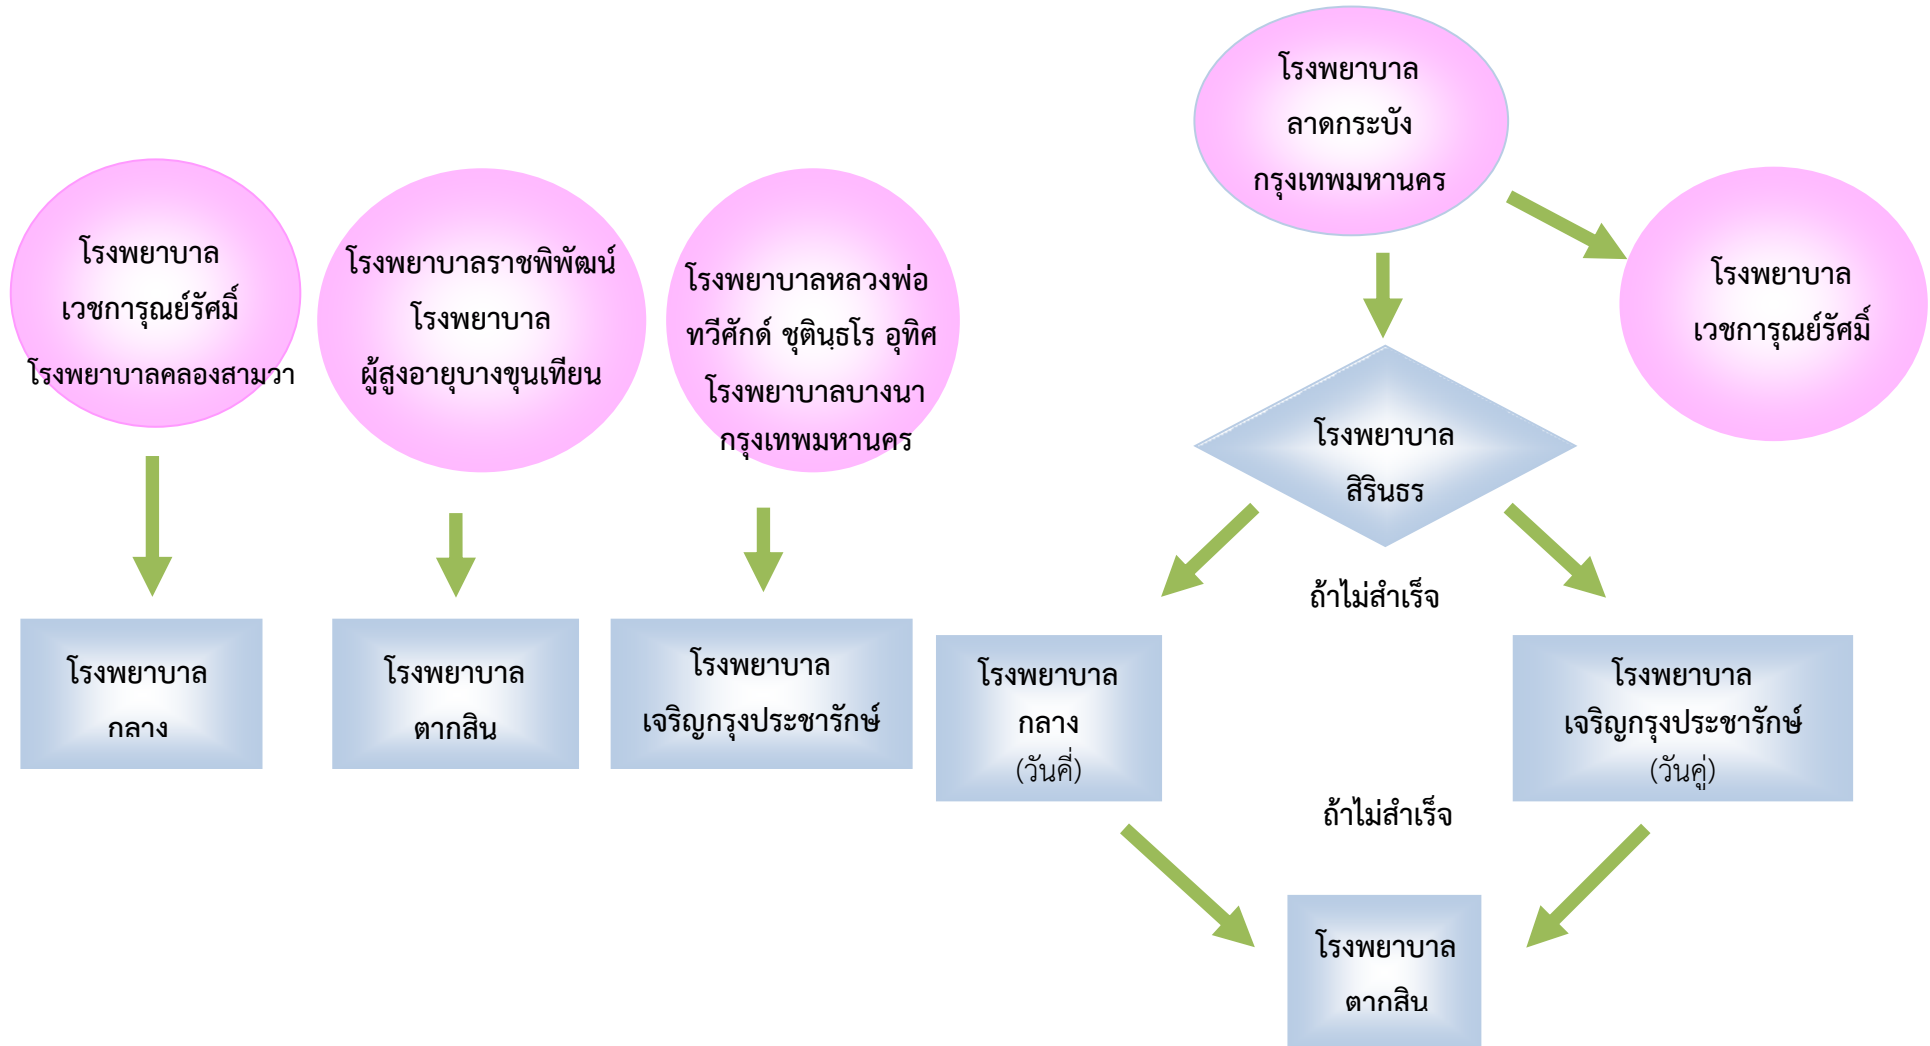 โรงพยาบาล
เวชการุณย์รัศมิ์
โรงพยาบาลคลองสามวา
โรงพยาบาลราชพิพัฒน์
โรงพยาบาล
ผู้สูงอายุบางขุนเทียน
โรงพยาบาลหลวงพ่อ
ทวีศักดิ์ ชุตินฺธโร อุทิศ
โรงพยาบาลบางนา
กรุงเทพมหานคร
โรงพยาบาล
ลาดกระบัง
กรุงเทพมหานคร
โรงพยาบาล
เวชการุณย์รัศมิ์
โรงพยาบาล
สิรินธร
ถ้าไม่สำเร็จ
โรงพยาบาล
กลาง
โรงพยาบาล
ตากสิน
โรงพยาบาล
เจริญกรุงประชารักษ์
โรงพยาบาล
กลาง
(วันคี่)
โรงพยาบาล
เจริญกรุงประชารักษ์
(วันคู่)
ถ้าไม่สำเร็จ
โรงพยาบาล
ตากสิน